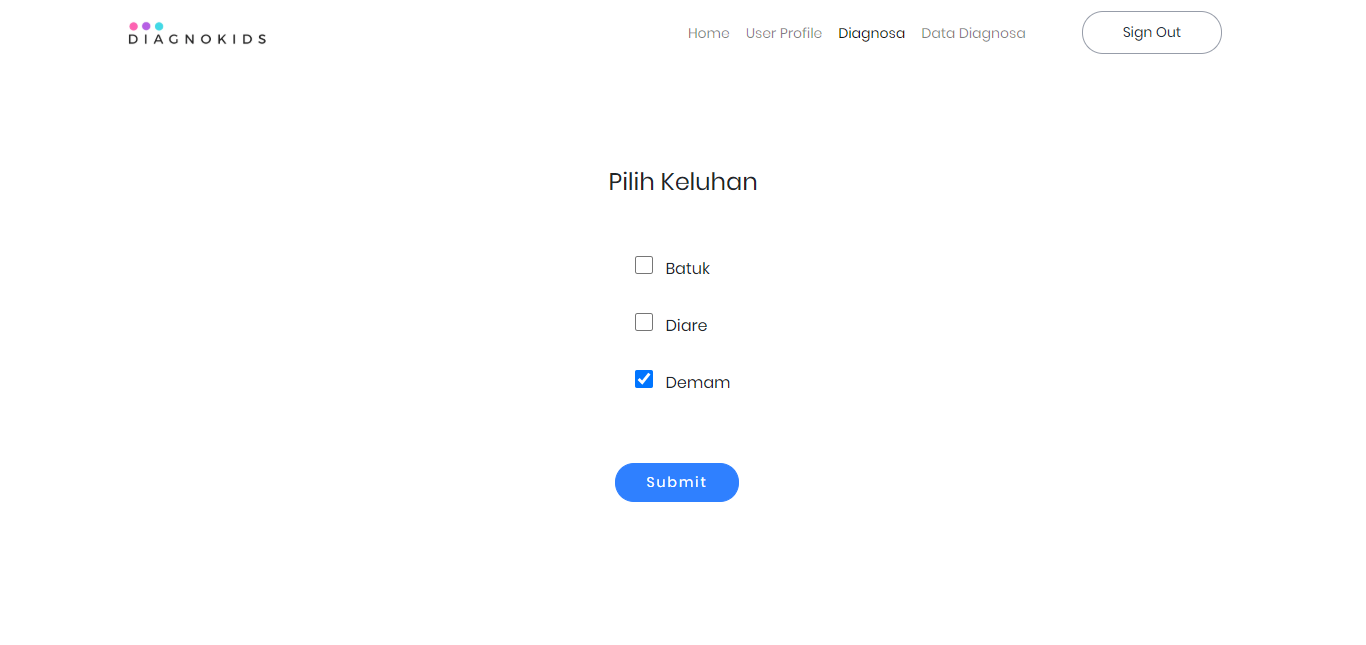 DIAGNOKIDS
Home User Profile Diagnosa Data Diagnosa Sign Out
Pilih Keluhan
Batuk
Diare
Demam
Submit